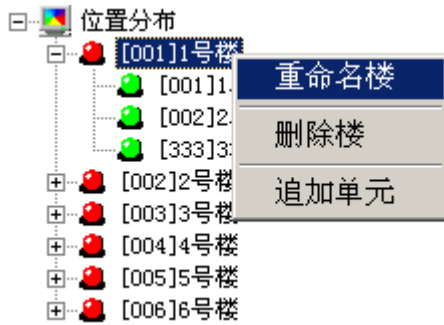 位置分布
[001]1号楼
[001]1.
[002]2.
[333]3
[002]2号楼
[003]3号楼
[004]4号楼
[005]5号楼
[006]6号楼
重命名楼
删除楼
追加单元